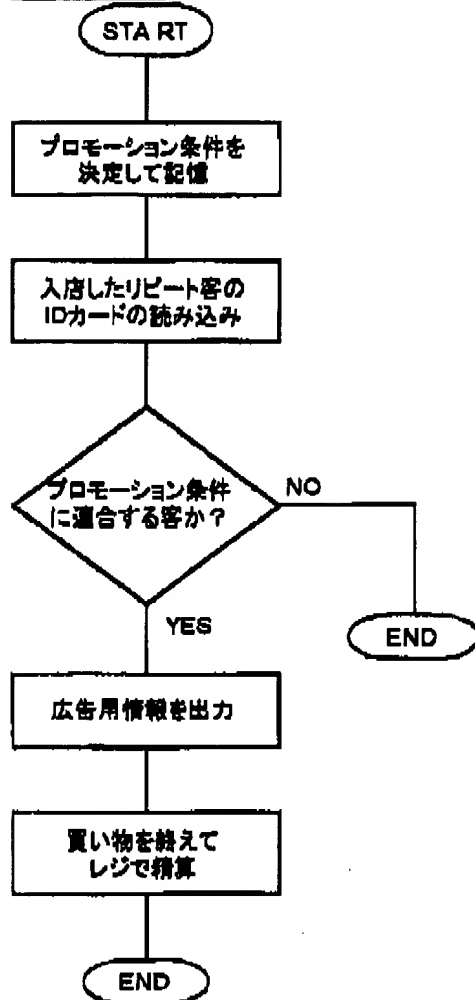 START
プロモーション条件を
決定して記憶
入店したリピート客の
IDカードの読み込み
プロモーション条件
に適合する客か?
NO
YES
END
広告用情報を出力
買い物を終えて
レジで精算
END